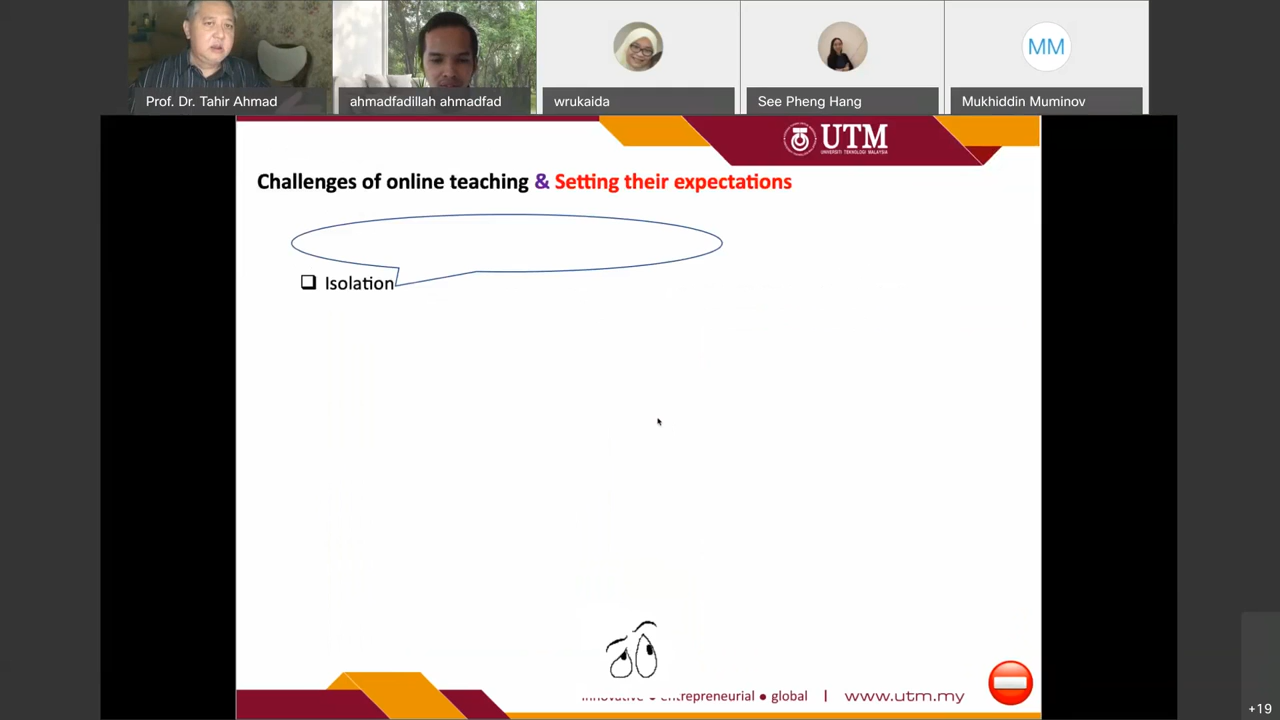 Prof. Dr. Tahir Ahmad
ahmadfadillah ahmadfad
wrukaida
See Pheng Hang
MM
Mukhiddin Muminov
UTM
UNIVERSITI TEKNOLOGI MALAYSIA
Challenges of online teaching & Setting their expectations
Isolation
innovative ● entrepreneurial ● global | www.utm.my
+19